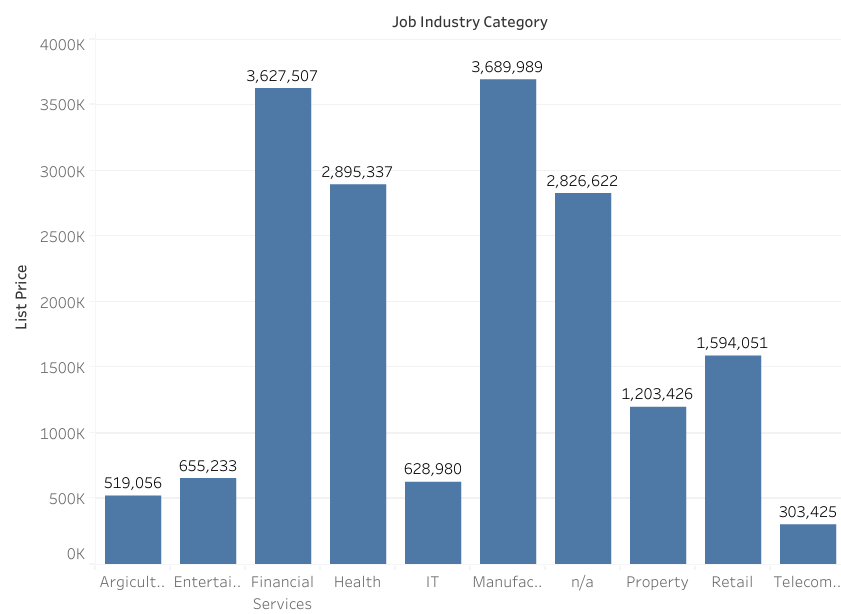 Job Industry Category
4000K
3500K
3000K
2500K
2000K
1500K
1000K
500K
0K
List Price
519,056
655,233
3,627,507
2,895,337
628,980
3,689,989
2,826,622
1,203,426
1,594,051
303,425
Argicult..
Entertai..
Financial
Services
Health
IT
Manufac..
n/a
Property
Retail
Telecom..